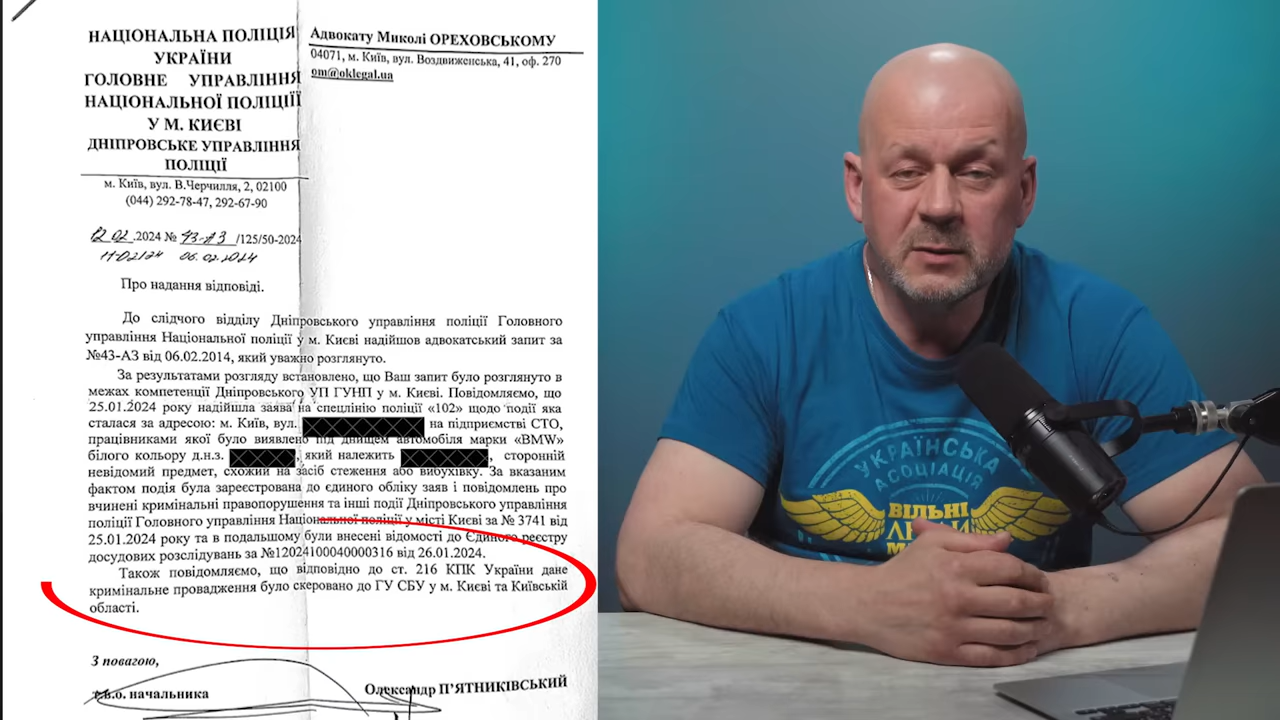 НАЦІОНАЛЬНА ПОЛІЦІЯ
УКРАЇНИ
ГОЛОВНЕ УПРАВЛІННЯ
НАЦІОНАЛЬНОЇ ПОЛІЦІЇ
У М. КИЄВІ
ДНІПРОВСЬКЕ УПРАВЛІННЯ
ПОЛІЦІЇ
м. Київ, вул. В.Черчилля, 2, 02100
(044) 292-78-47, 292-67-90
12.02.2024 № 43-АЗ /125/50-2024
06.02.2024
Адвокату Миколі ОРЕХОВСЬКОМУ
04071, м. Київ, вул. Воздвиженська, 41, оф. 270
om@oklegal.ua
Про надання відповіді.
До слідчого відділу Дніпровського управління поліції Головного
управління Національної поліції у м. Києві надійшов адвокатський запит за
№43-АЗ від 06.02.2014, який уважно розглянуто.
За результатами розгляду встановлено, що Ваш запит було розглянуто в
межах компетенції Дніпровського УП ГУНП у м. Києві. Повідомляємо, що
25.01.2024 року надійшла заява на спецлінію поліції «102» щодо події яка
сталася за адресою: м. Київ, вул. на підприємстві СТО,
працівниками якої було виявлено під днищем автомобіля марки «BMW»
білого кольору д.н.з. , який належить , сторонній
невідомий предмет, схожий на засіб стеження або вибухівку. За вказаним
фактом подія була зареєстрована до єдиного обліку заяв і повідомлень про
вчинені кримінальні правопорушення та інші події Дніпровського управління
поліції Головного управління Національної поліції у місті Києві за № 3741 від
25.01.2024 року та в подальшому були внесені відомості до Єдиного реєстру
досудових розслідувань за №12024100040000316 від 26.01.2024.
Також повідомляємо, що відповідно до ст. 216 КПК України дане
кримінальне провадження було скеровано до ГУ СБУ у м. Києві та Київській
області.
З повагою,
т.в.о. начальника
Олександр П'ЯТНИКІВСЬКИЙ
УКРАЇНСЬКА
АСОЦІАЦІЯ
ВІЛЬНІ
ЛЮДИ